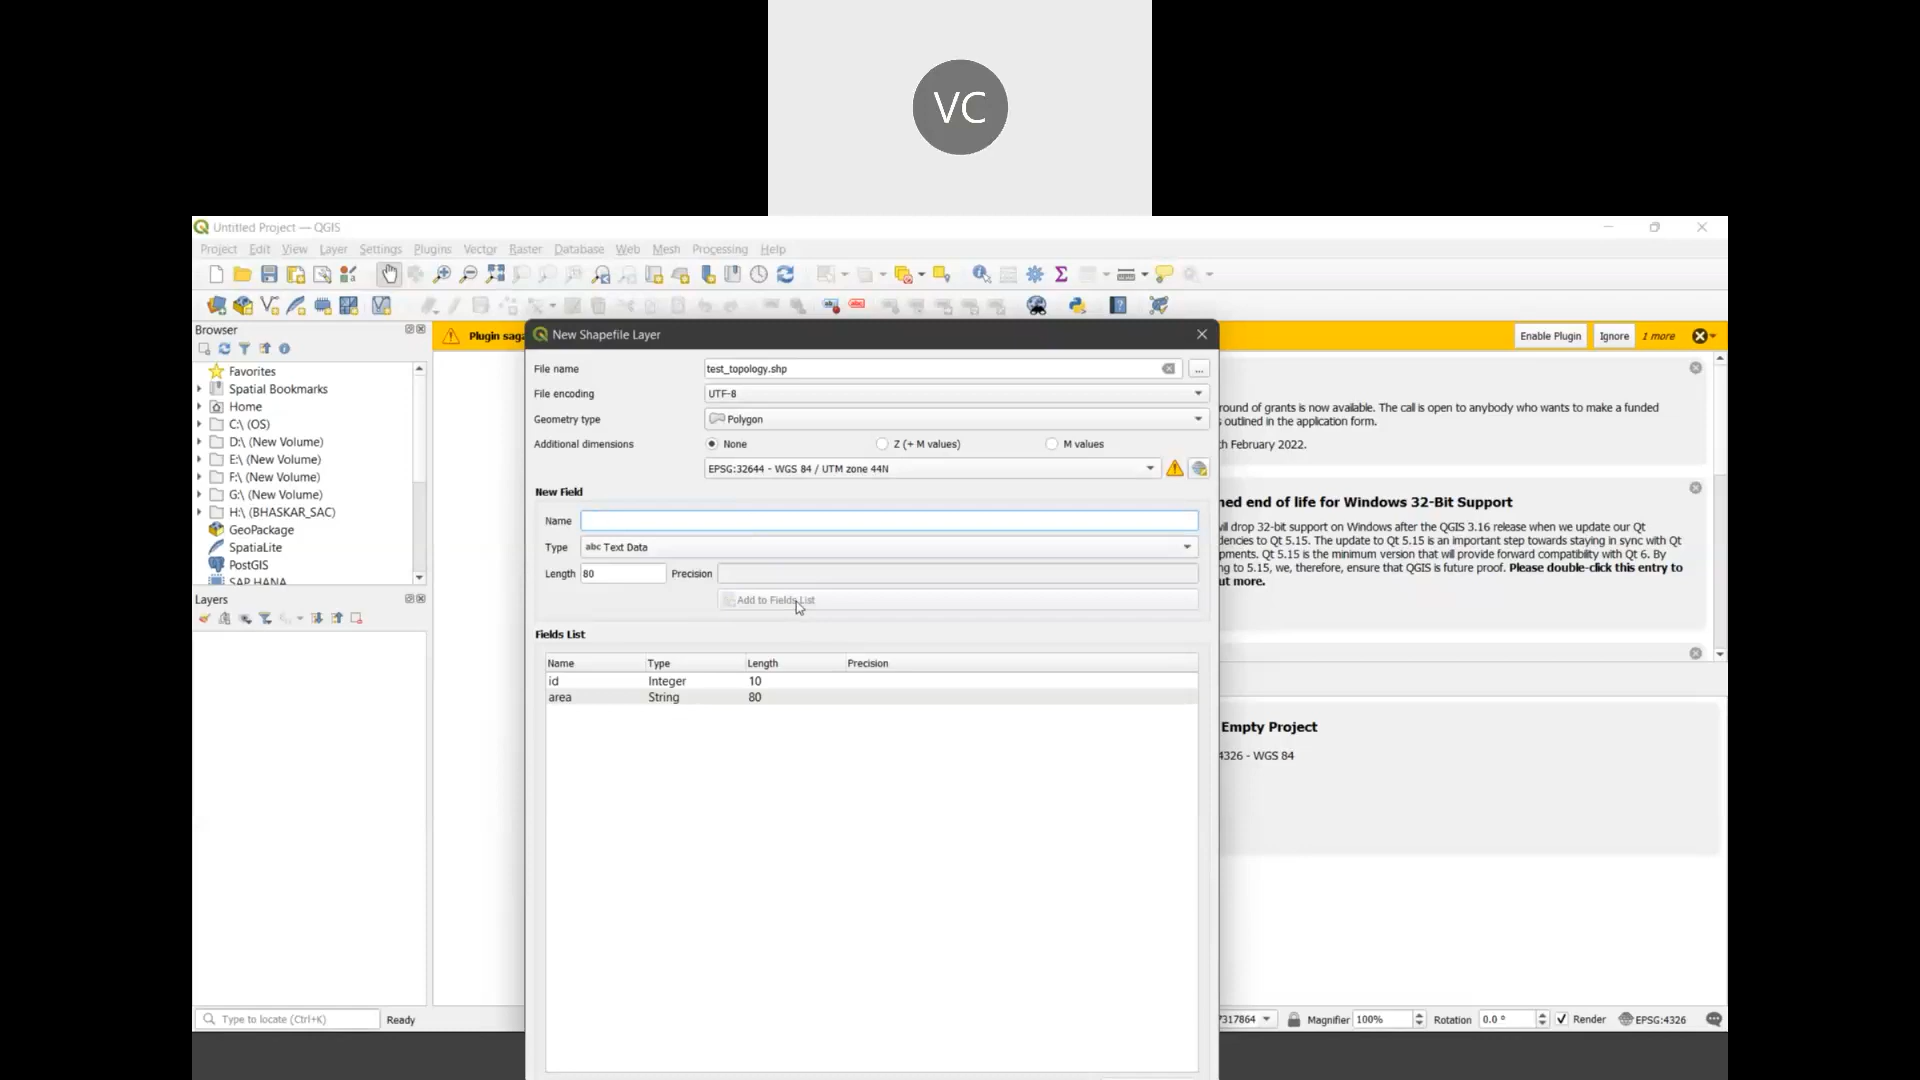 VC
Untitled Project — QGIS
Project Edit View Layer Settings Plugins Vector Raster Database Web Mesh Processing Help
Browser
Favorites
Spatial Bookmarks
Home
C:\ (OS)
D:\ (New Volume)
E:\ (New Volume)
F:\ (New Volume)
G:\ (New Volume)
H:\ (BHASKAR_SAC)
GeoPackage
SpatiaLite
PostGIS
SAP HANA
Layers
Type to locate (Ctrl+K)
Ready
Plugin saga
New Shapefile Layer
File name test_topology.shp ...
File encoding UTF-8
Geometry type Polygon
Additional dimensions None Z (+ M values) M values
EPSG:32644 - WGS 84 / UTM zone 44N
New Field
Name
Type abc Text Data
Length 80 Precision
Add to Fields List
Fields List
Name Type Length Precision
id Integer 10
area String 80
Enable Plugin Ignore 1 more
round of grants is now available. The call is open to anybody who wants to make a funded
outlined in the application form.
February 2022.
ned end of life for Windows 32-Bit Support
drop 32-bit support on Windows after the QGIS 3.16 release when we update our Qt
dencies to Qt 5.15. The update to Qt 5.15 is an important step towards staying in sync with Qt
pments. Qt 5.15 is the minimum version that will provide forward compatibility with Qt 6. By
ng to 5.15, we, therefore, ensure that QGIS is future proof. Please double-click this entry to
ut more.
Empty Project
4326 - WGS 84
7317864 Magnifier 100% Rotation 0.0 ° Render EPSG:4326